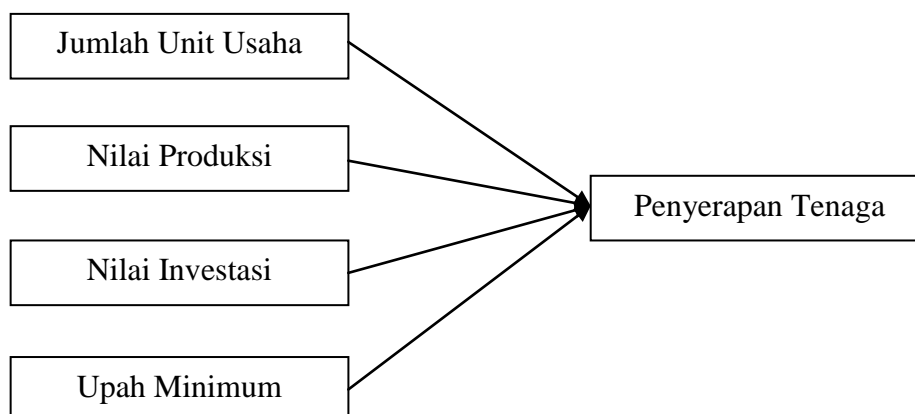 Jumlah Unit Usaha
Nilai Produksi
Penyerapan Tenaga
Nilai Investasi
Upah Minimum